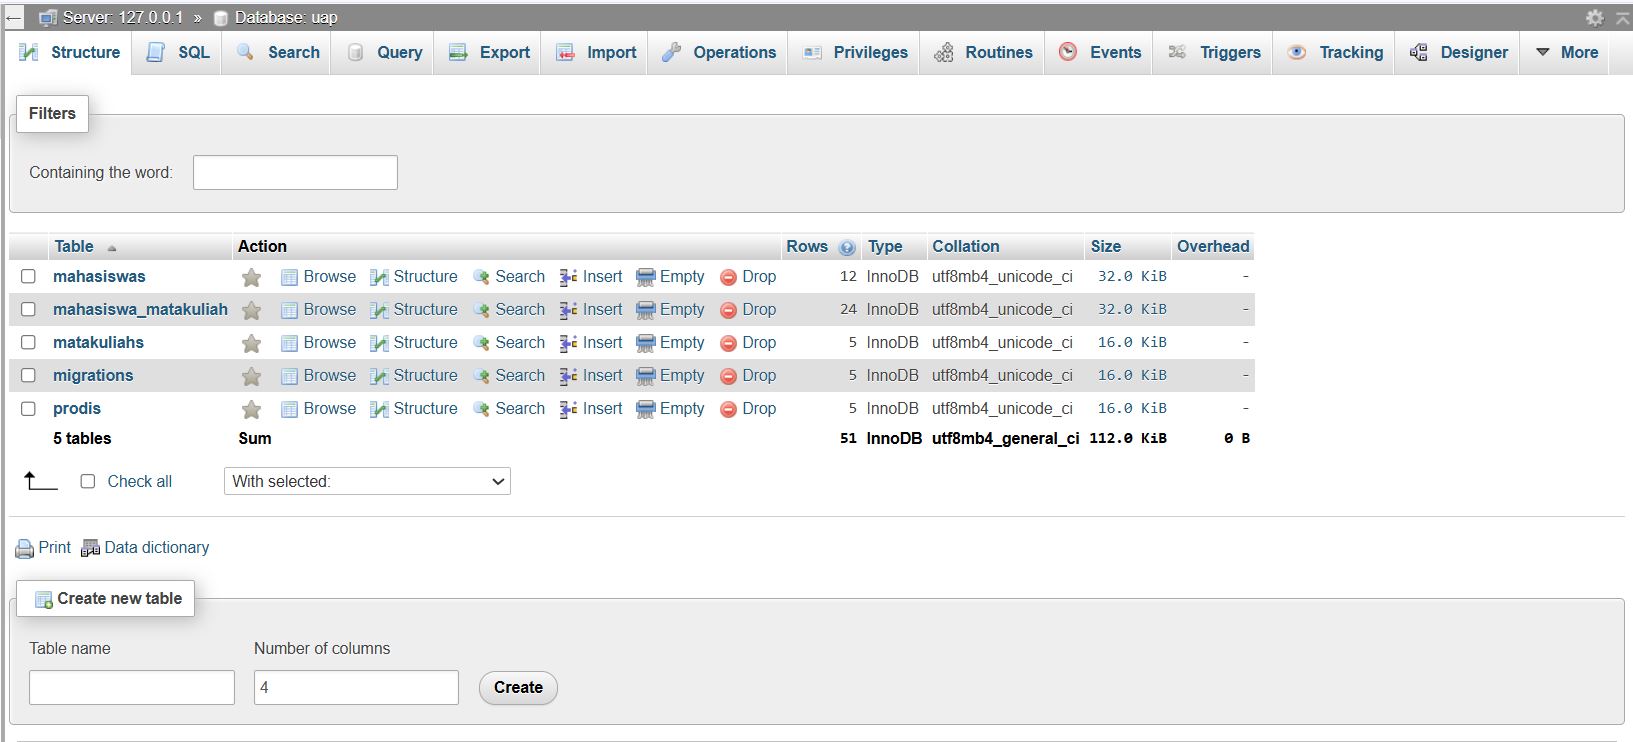 Server: 127.0.0.1 » Database: uap
Structure SQL Search Query Export Import Operations Privileges Routines Events Triggers Tracking Designer More
Filters
Containing the word:
Table Action Rows Type Collation Size Overhead
mahasiswas Browse Structure Search Insert Empty Drop 12 InnoDB utf8mb4_unicode_ci 32.0 KiB -
mahasiswa_matakuliah Browse Structure Search Insert Empty Drop 24 InnoDB utf8mb4_unicode_ci 32.0 KiB -
matakuliahs Browse Structure Search Insert Empty Drop 5 InnoDB utf8mb4_unicode_ci 16.0 KiB -
migrations Browse Structure Search Insert Empty Drop 5 InnoDB utf8mb4_unicode_ci 16.0 KiB -
prodis Browse Structure Search Insert Empty Drop 5 InnoDB utf8mb4_unicode_ci 16.0 KiB -
5 tables Sum 51 InnoDB utf8mb4_general_ci 112.0 KiB 0 B
Check all With selected:
Print Data dictionary
Create new table
Table name Number of columns
4 Create